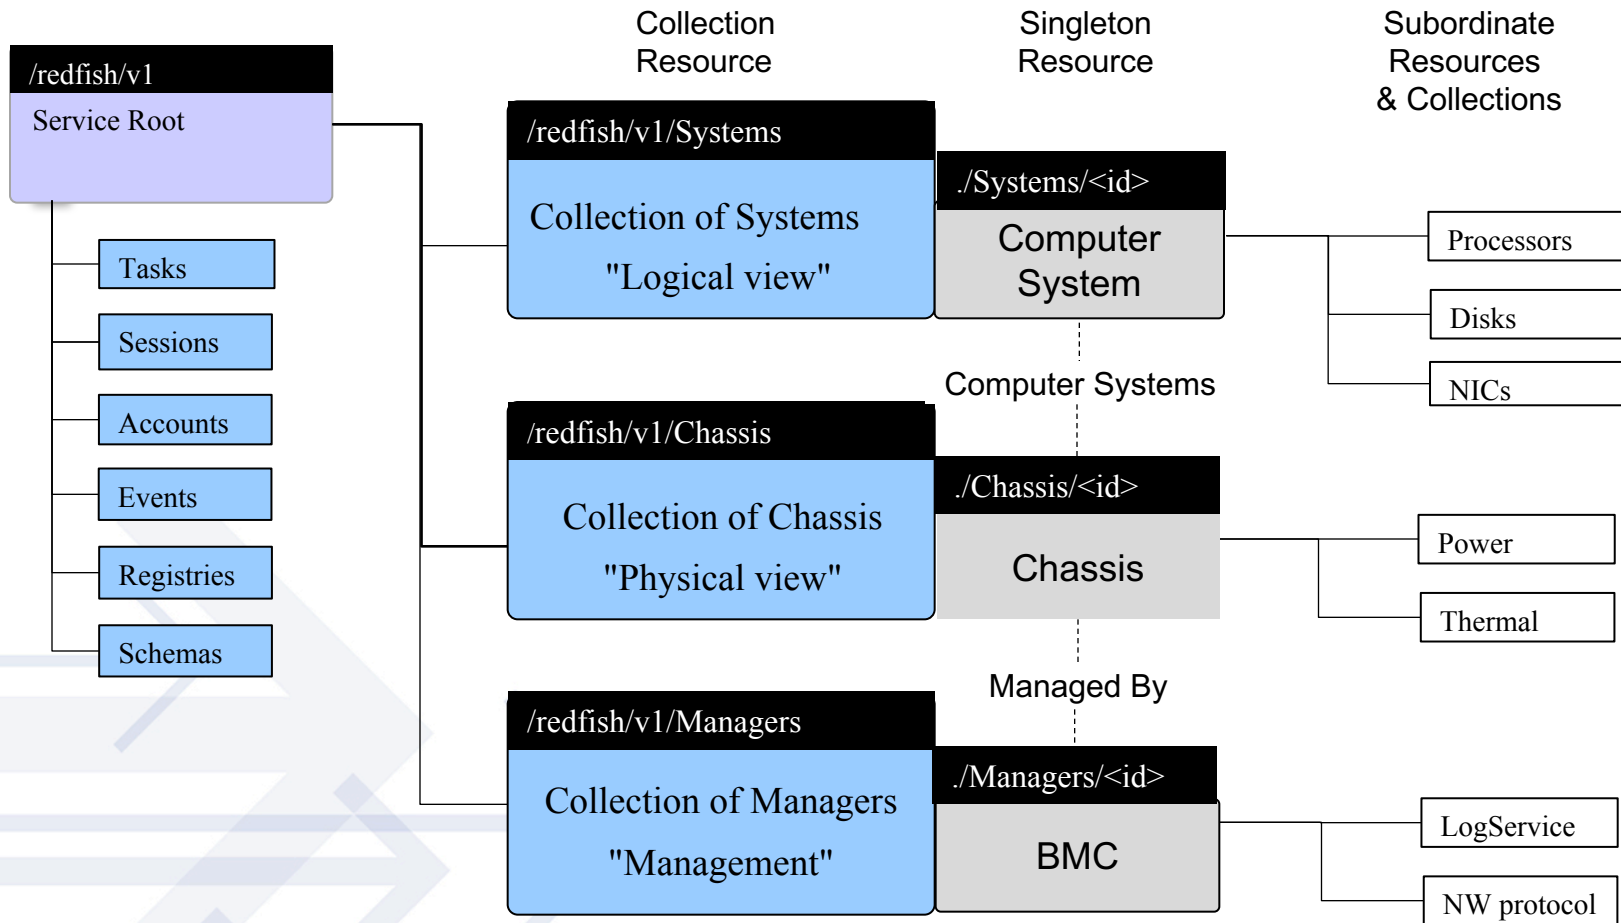 Collection
Resource
Singleton
Resource
Subordinate
Resources
& Collections
/redfish/v1
Service Root
Tasks
Sessions
Accounts
Events
Registries
Schemas
/redfish/v1/Systems
Collection of Systems
"Logical view"
./Systems/<id>
Computer
System
Processors
Disks
NICs
Computer Systems
/redfish/v1/Chassis
Collection of Chassis
"Physical view"
./Chassis/<id>
Chassis
Power
Thermal
Managed By
/redfish/v1/Managers
Collection of Managers
"Management"
./Managers/<id>
BMC
LogService
NW protocol